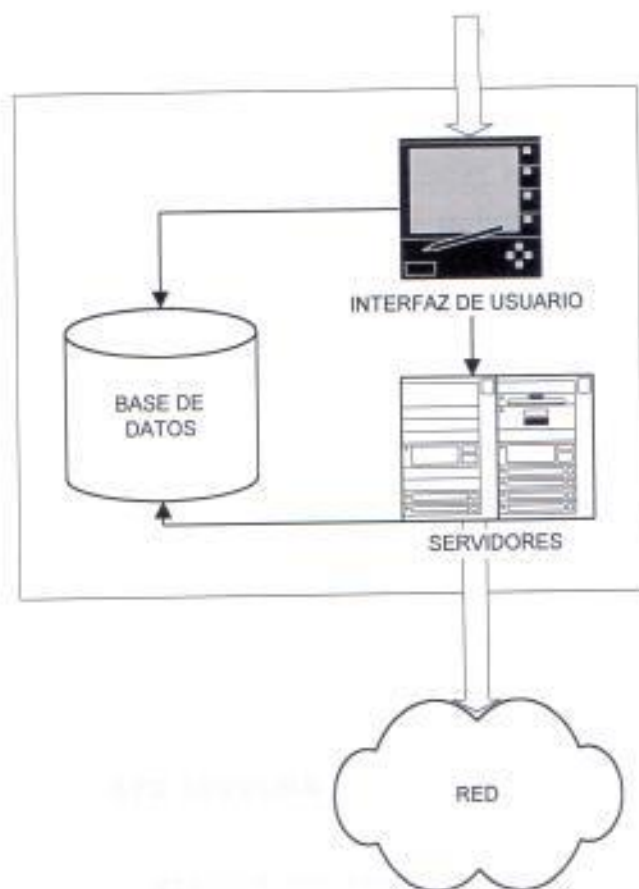 INTERFAZ DE USUARIO
BASE DE
DATOS
SERVIDORES
RED